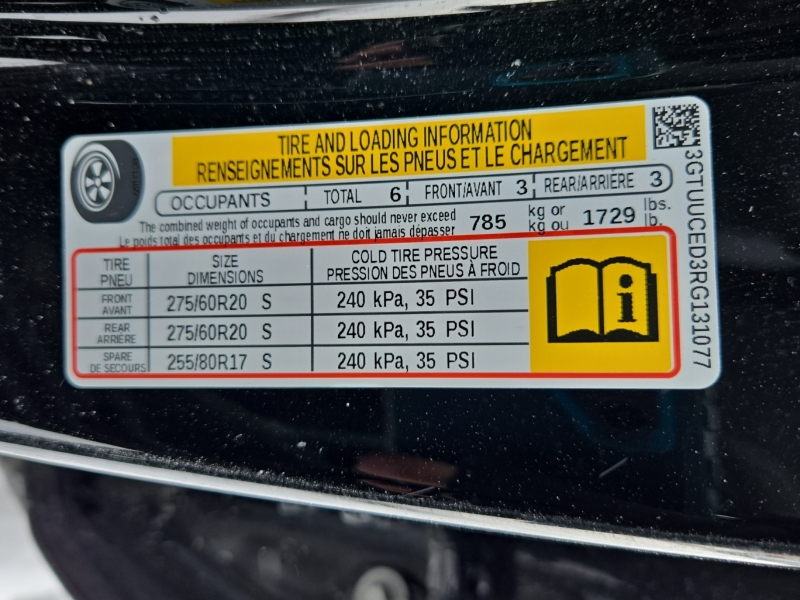 TIRE AND LOADING INFORMATION
RENSEIGNEMENTS SUR LES PNEUS ET LE CHARGEMENT
OCCUPANTS TOTAL 6 FRONT/AVANT 3 REAR/ARRIÈRE 3
The combined weight of occupants and cargo should never exceed 785 kg or 1729 lbs.
Le poids total des occupants et du chargement ne doit jamais dépasser kg ou lb.
TIRE SIZE COLD TIRE PRESSURE
PNEU DIMENSIONS PRESSION DES PNEUS À FROID
FRONT
AVANT 275/60R20 S 240 kPa, 35 PSI
REAR
ARRIÈRE 275/60R20 S 240 kPa, 35 PSI
SPARE
DE SECOURS 255/80R17 S 240 kPa, 35 PSI
i
3GTUUCED3RG131077